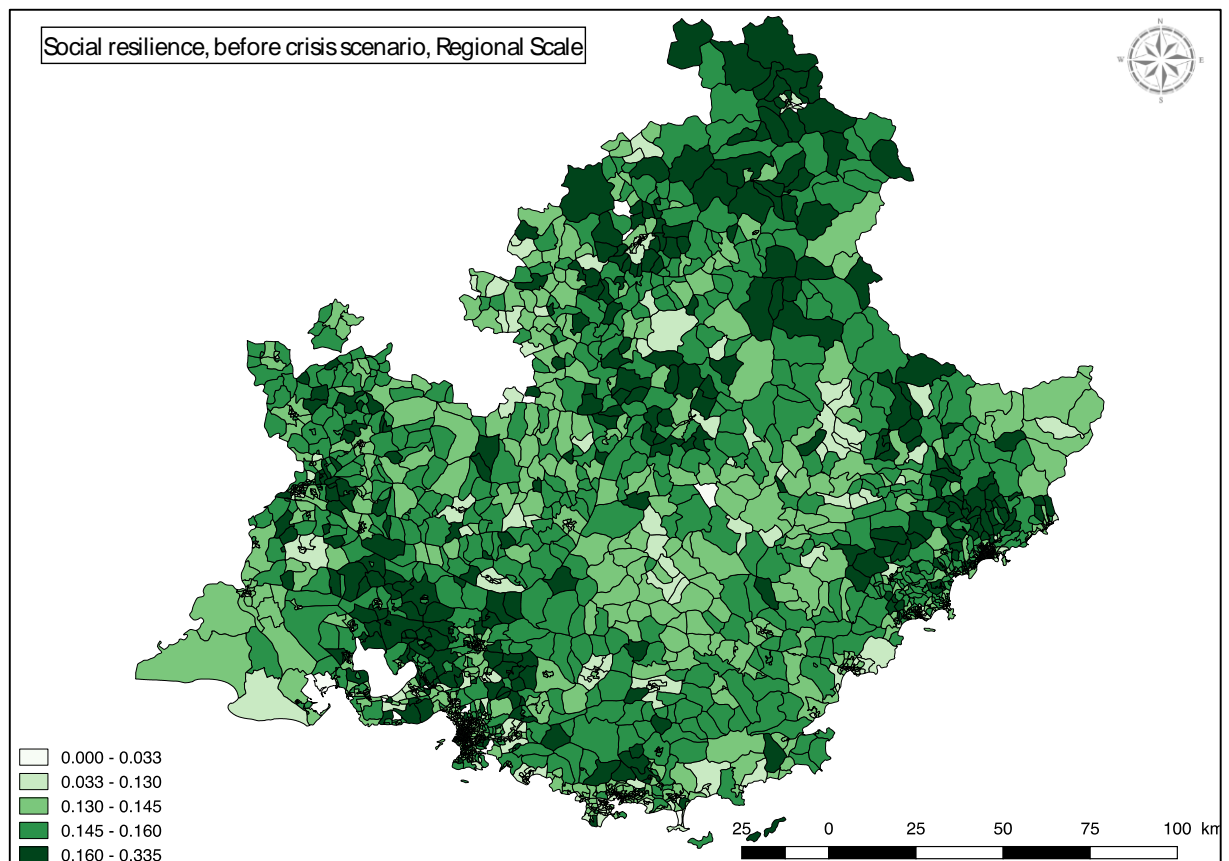 Social resilience, before crisis scenario, Regional Scale
N
W E
S
0.000 - 0.033
0.033 - 0.130
0.130 - 0.145
0.145 - 0.160
0.160 - 0.335
25 0 25 50 75 100 km